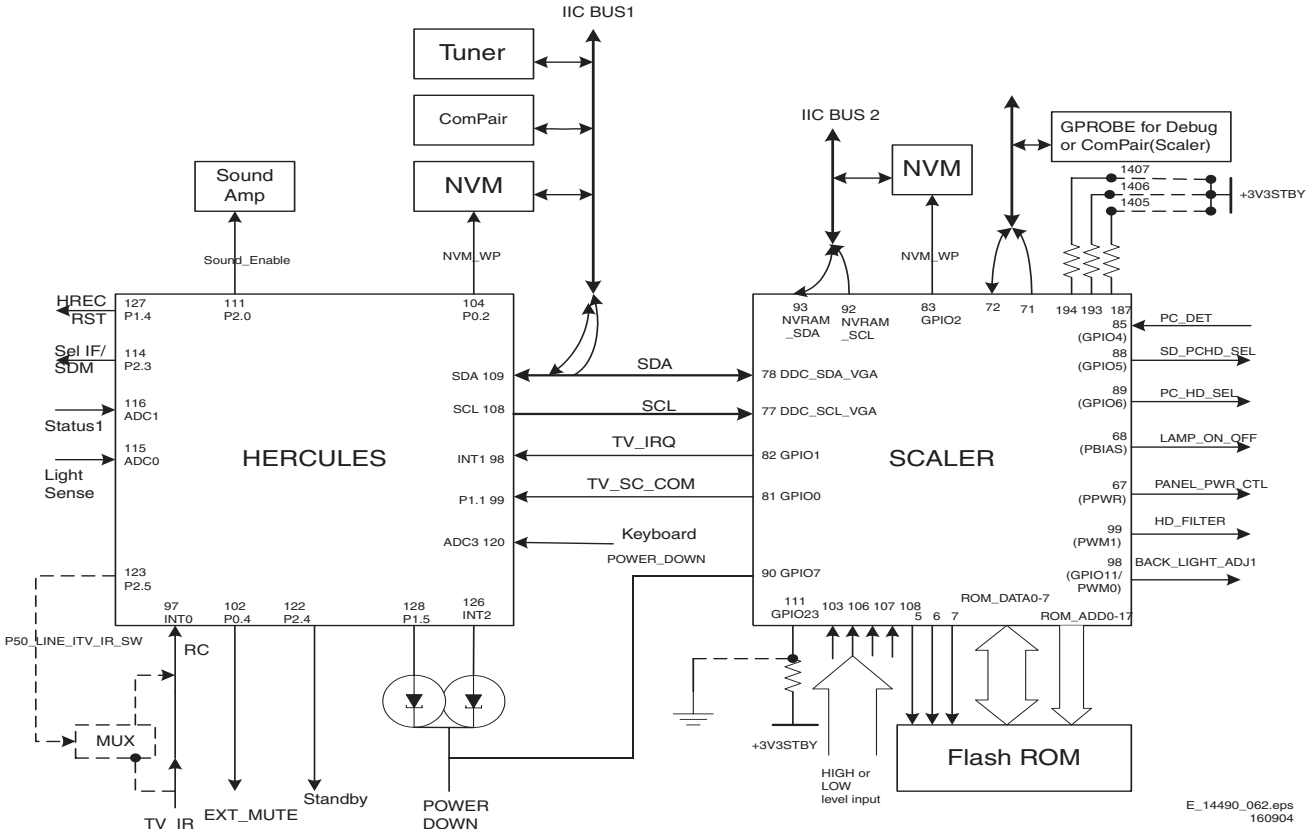 IIC BUS1
Tuner
ComPair
NVM
Sound
Amp
Sound_Enable
NVM_WP
IIC BUS 2
NVM
NVM_WP
GPROBE for Debug
or ComPair(Scaler)
1407
1406
1405
+3V3STBY
HREC
RST
127
P1.4
111
P2.0
104
P0.2
Sel IF/
SDM
114
P2.3
116
ADC1
Status1
115
ADC0
Light
Sense
HERCULES
SDA 109
SCL 108
INT1 98
P1.1 99
ADC3 120
SDA
SCL
TV_IRQ
TV_SC_COM
Keyboard
POWER_DOWN
123
P2.5
97
INT0
102
P0.4
122
P2.4
128
P1.5
126
INT2
P50_LINE_ITV_IR_SW
RC
MUX
TV_IR
EXT_MUTE
Standby
POWER
DOWN
93
NVRAM
_SDA
92
NVRAM
_SCL
83
GPIO2
72
71
194
193
187
78 DDC_SDA_VGA
77 DDC_SCL_VGA
82 GPIO1
81 GPIO0
90 GPIO7
SCALER
85
(GPIO4)
PC_DET
88
(GPIO5)
SD_PCHD_SEL
89
(GPIO6)
PC_HD_SEL
68
(PBIAS)
LAMP_ON_OFF
67
(PPWR)
PANEL_PWR_CTL
99
(PWM1)
HD_FILTER
98
(GPIO11/
PWM0)
BACK_LIGHT_ADJ1
111
GPIO23
103
106
107
108
5
6
7
ROM_DATA0-7
ROM_ADD0-17
+3V3STBY
HIGH or
LOW
level input
Flash ROM
E_14490_062.eps
160904